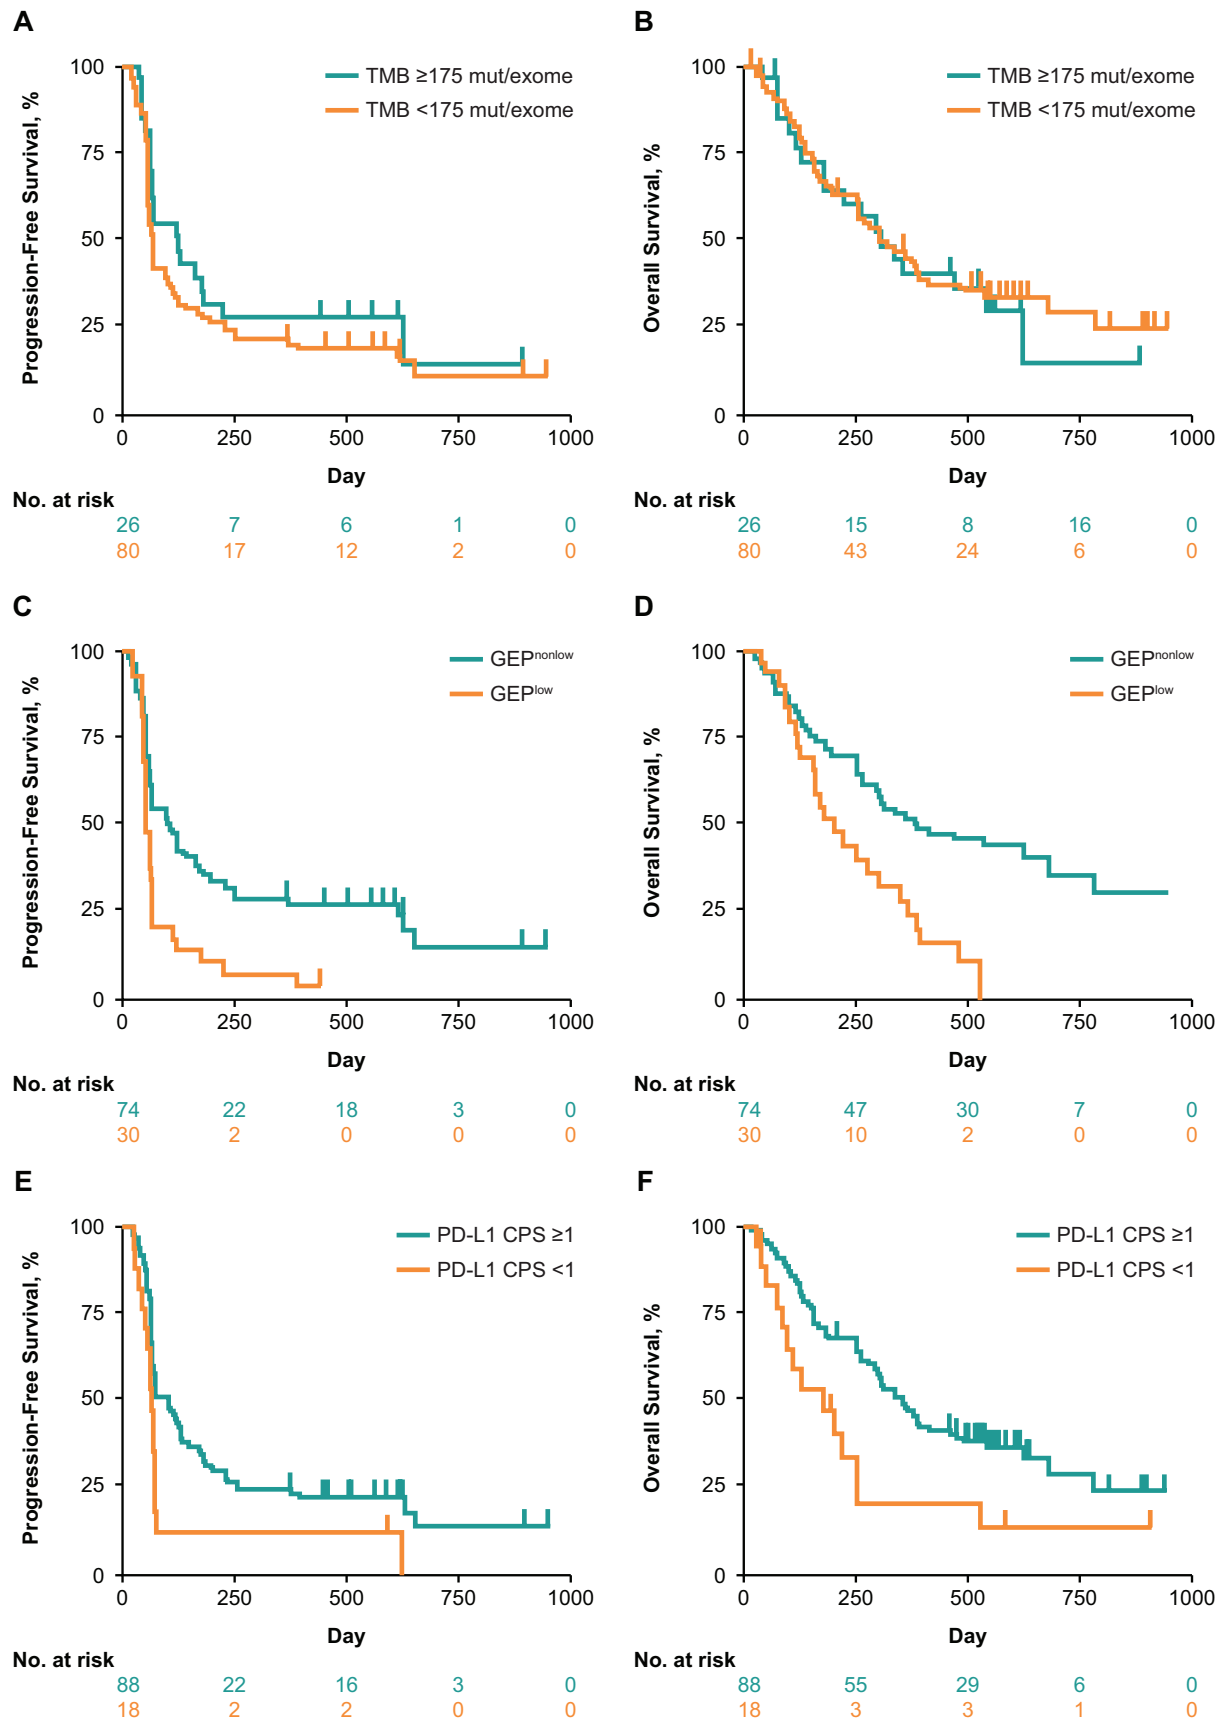 A
Progression-Free Survival, %
100
75
50
25
0
TMB ≥175 mut/exome
TMB <175 mut/exome
0 250 500 750 1000
Day
No. at risk
26 7 6 1 0
80 17 12 2 0
B
Overall Survival, %
100
75
50
25
0
TMB ≥175 mut/exome
TMB <175 mut/exome
0 250 500 750 1000
Day
No. at risk
26 15 8 16 0
80 43 24 6 0
C
Progression-Free Survival, %
100
75
50
25
0
GEPnonlow
GEPlow
0 250 500 750 1000
Day
No. at risk
74 22 18 3 0
30 2 0 0 0
D
Overall Survival, %
100
75
50
25
0
GEPnonlow
GEPlow
0 250 500 750 1000
Day
No. at risk
74 47 30 7 0
30 10 2 0 0
E
Progression-Free Survival, %
100
75
50
25
0
PD-L1 CPS ≥1
PD-L1 CPS <1
0 250 500 750 1000
Day
No. at risk
88 22 16 3 0
18 2 2 0 0
F
Overall Survival, %
100
75
50
25
0
PD-L1 CPS ≥1
PD-L1 CPS <1
0 250 500 750 1000
Day
No. at risk
88 55 29 6 0
18 3 3 1 0